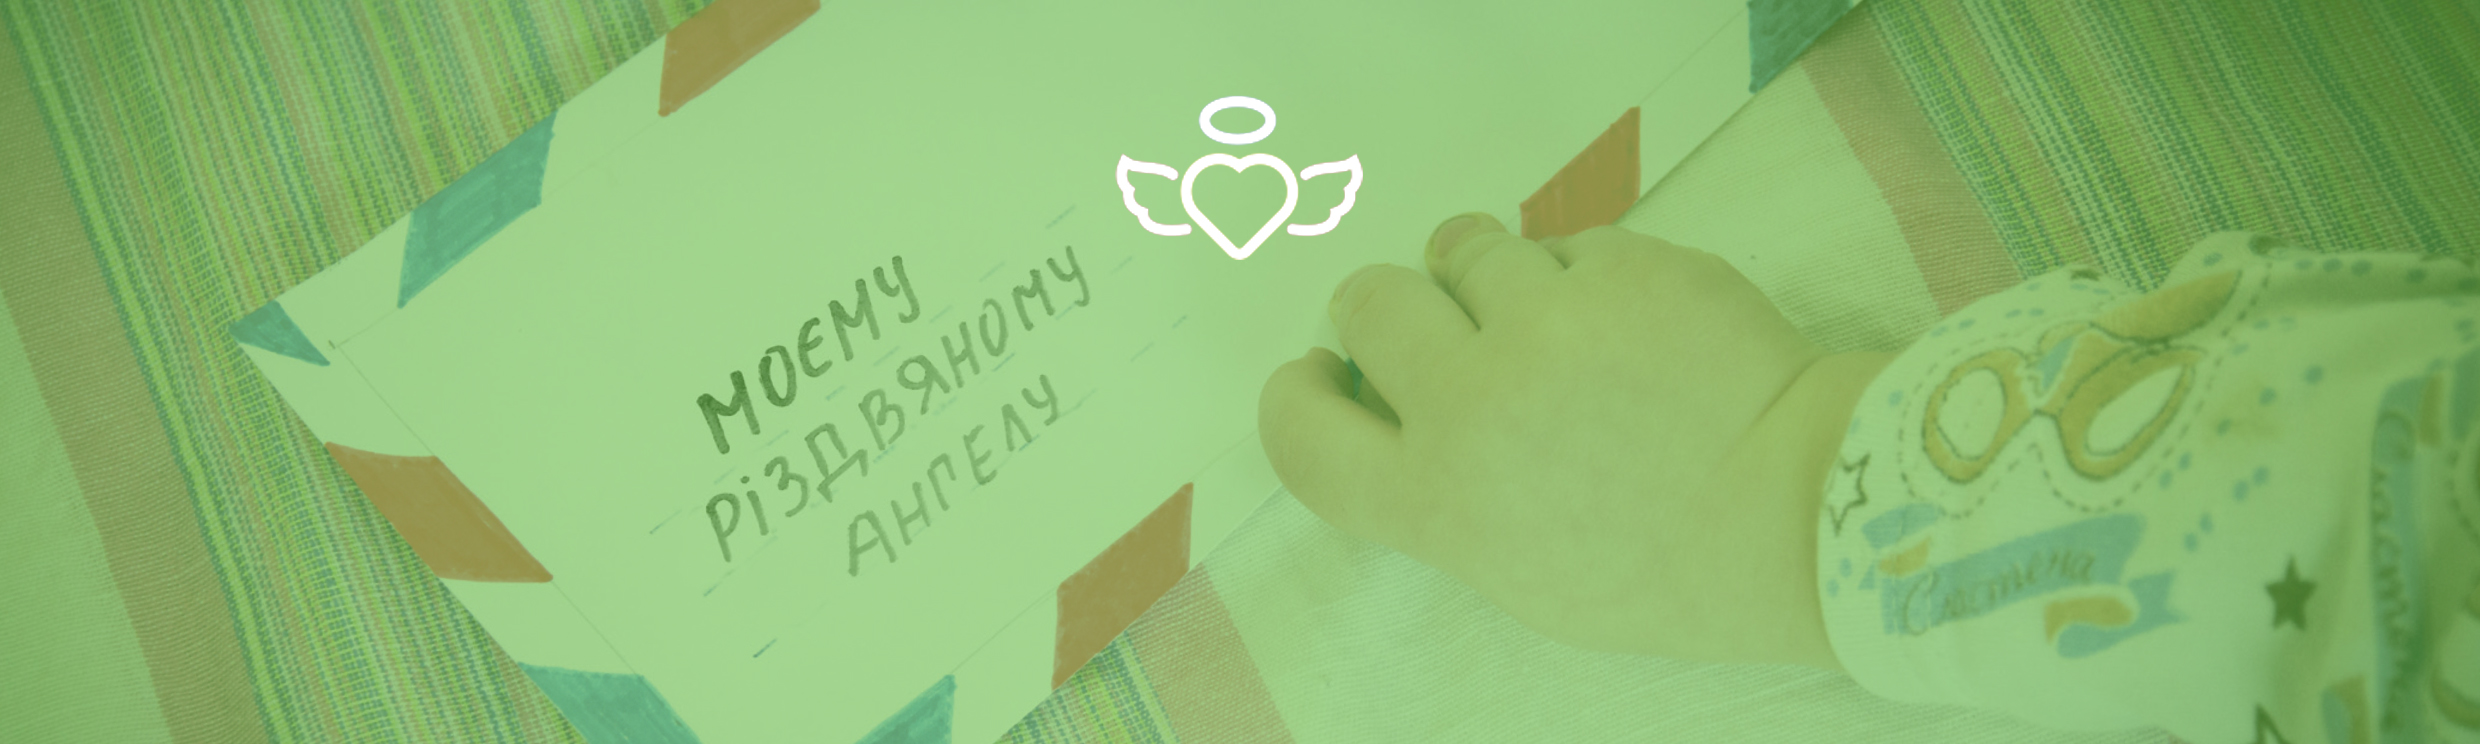 МОЄМУ
РіЗДВЯНОМУ
АНГЕЛУ